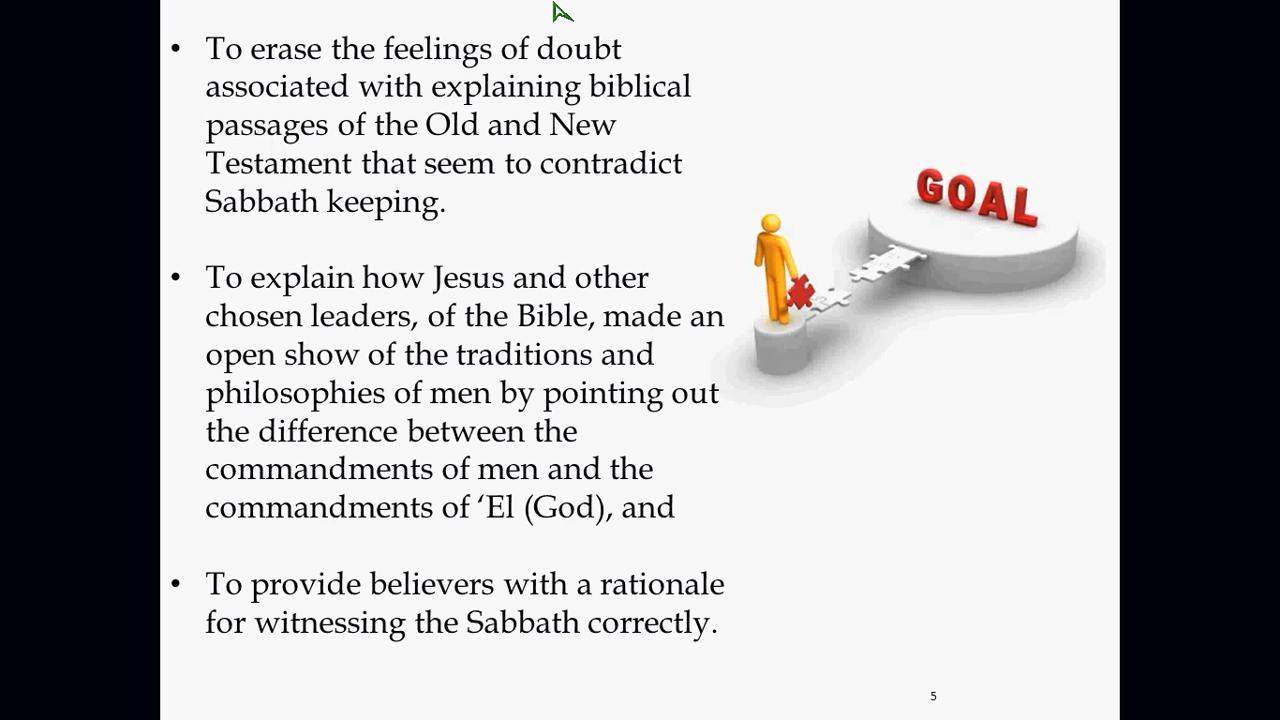 • To erase the feelings of doubt
associated with explaining biblical
passages of the Old and New
Testament that seem to contradict
Sabbath keeping.
• To explain how Jesus and other
chosen leaders, of the Bible, made an
open show of the traditions and
philosophies of men by pointing out
the difference between the
commandments of men and the
commandments of ‘El (God), and
• To provide believers with a rationale
for witnessing the Sabbath correctly.
GOAL
5